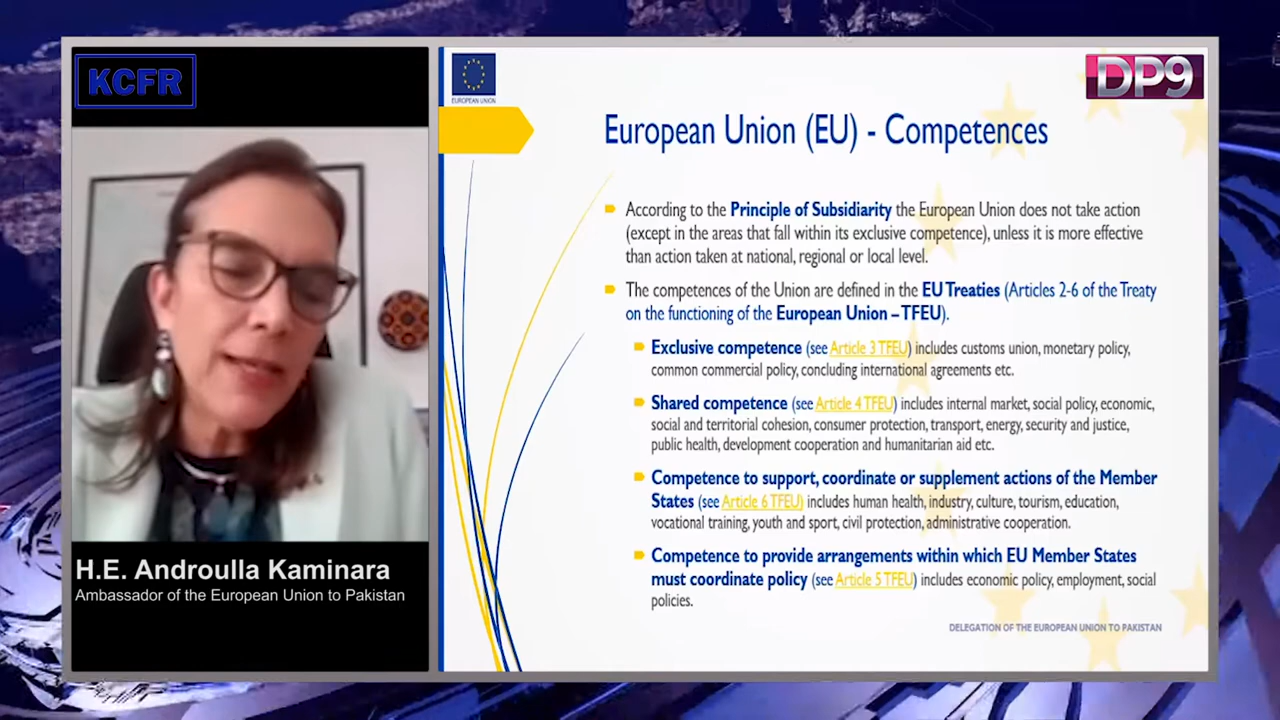 KCFR
H.E. Androulla Kaminara
Ambassador of the European Union to Pakistan
EUROPEAN UNION
DP9
European Union (EU) - Competences
According to the Principle of Subsidiarity the European Union does not take action
(except in the areas that fall within its exclusive competence), unless it is more effective
than action taken at national, regional or local level.
The competences of the Union are defined in the EU Treaties (Articles 2-6 of the Treaty
on the functioning of the European Union – TFEU).
Exclusive competence (see Article 3 TFEU) includes customs union, monetary policy,
common commercial policy, concluding international agreements etc.
Shared competence (see Article 4 TFEU) includes internal market, social policy, economic,
social and territorial cohesion, consumer protection, transport, energy, security and justice,
public health, development cooperation and humanitarian aid etc.
Competence to support, coordinate or supplement actions of the Member
States (see Article 6 TFEU) includes human health, industry, culture, tourism, education,
vocational training, youth and sport, civil protection, administrative cooperation.
Competence to provide arrangements within which EU Member States
must coordinate policy (see Article 5 TFEU) includes economic policy, employment, social
policies.
DELEGATION OF THE EUROPEAN UNION TO PAKISTAN